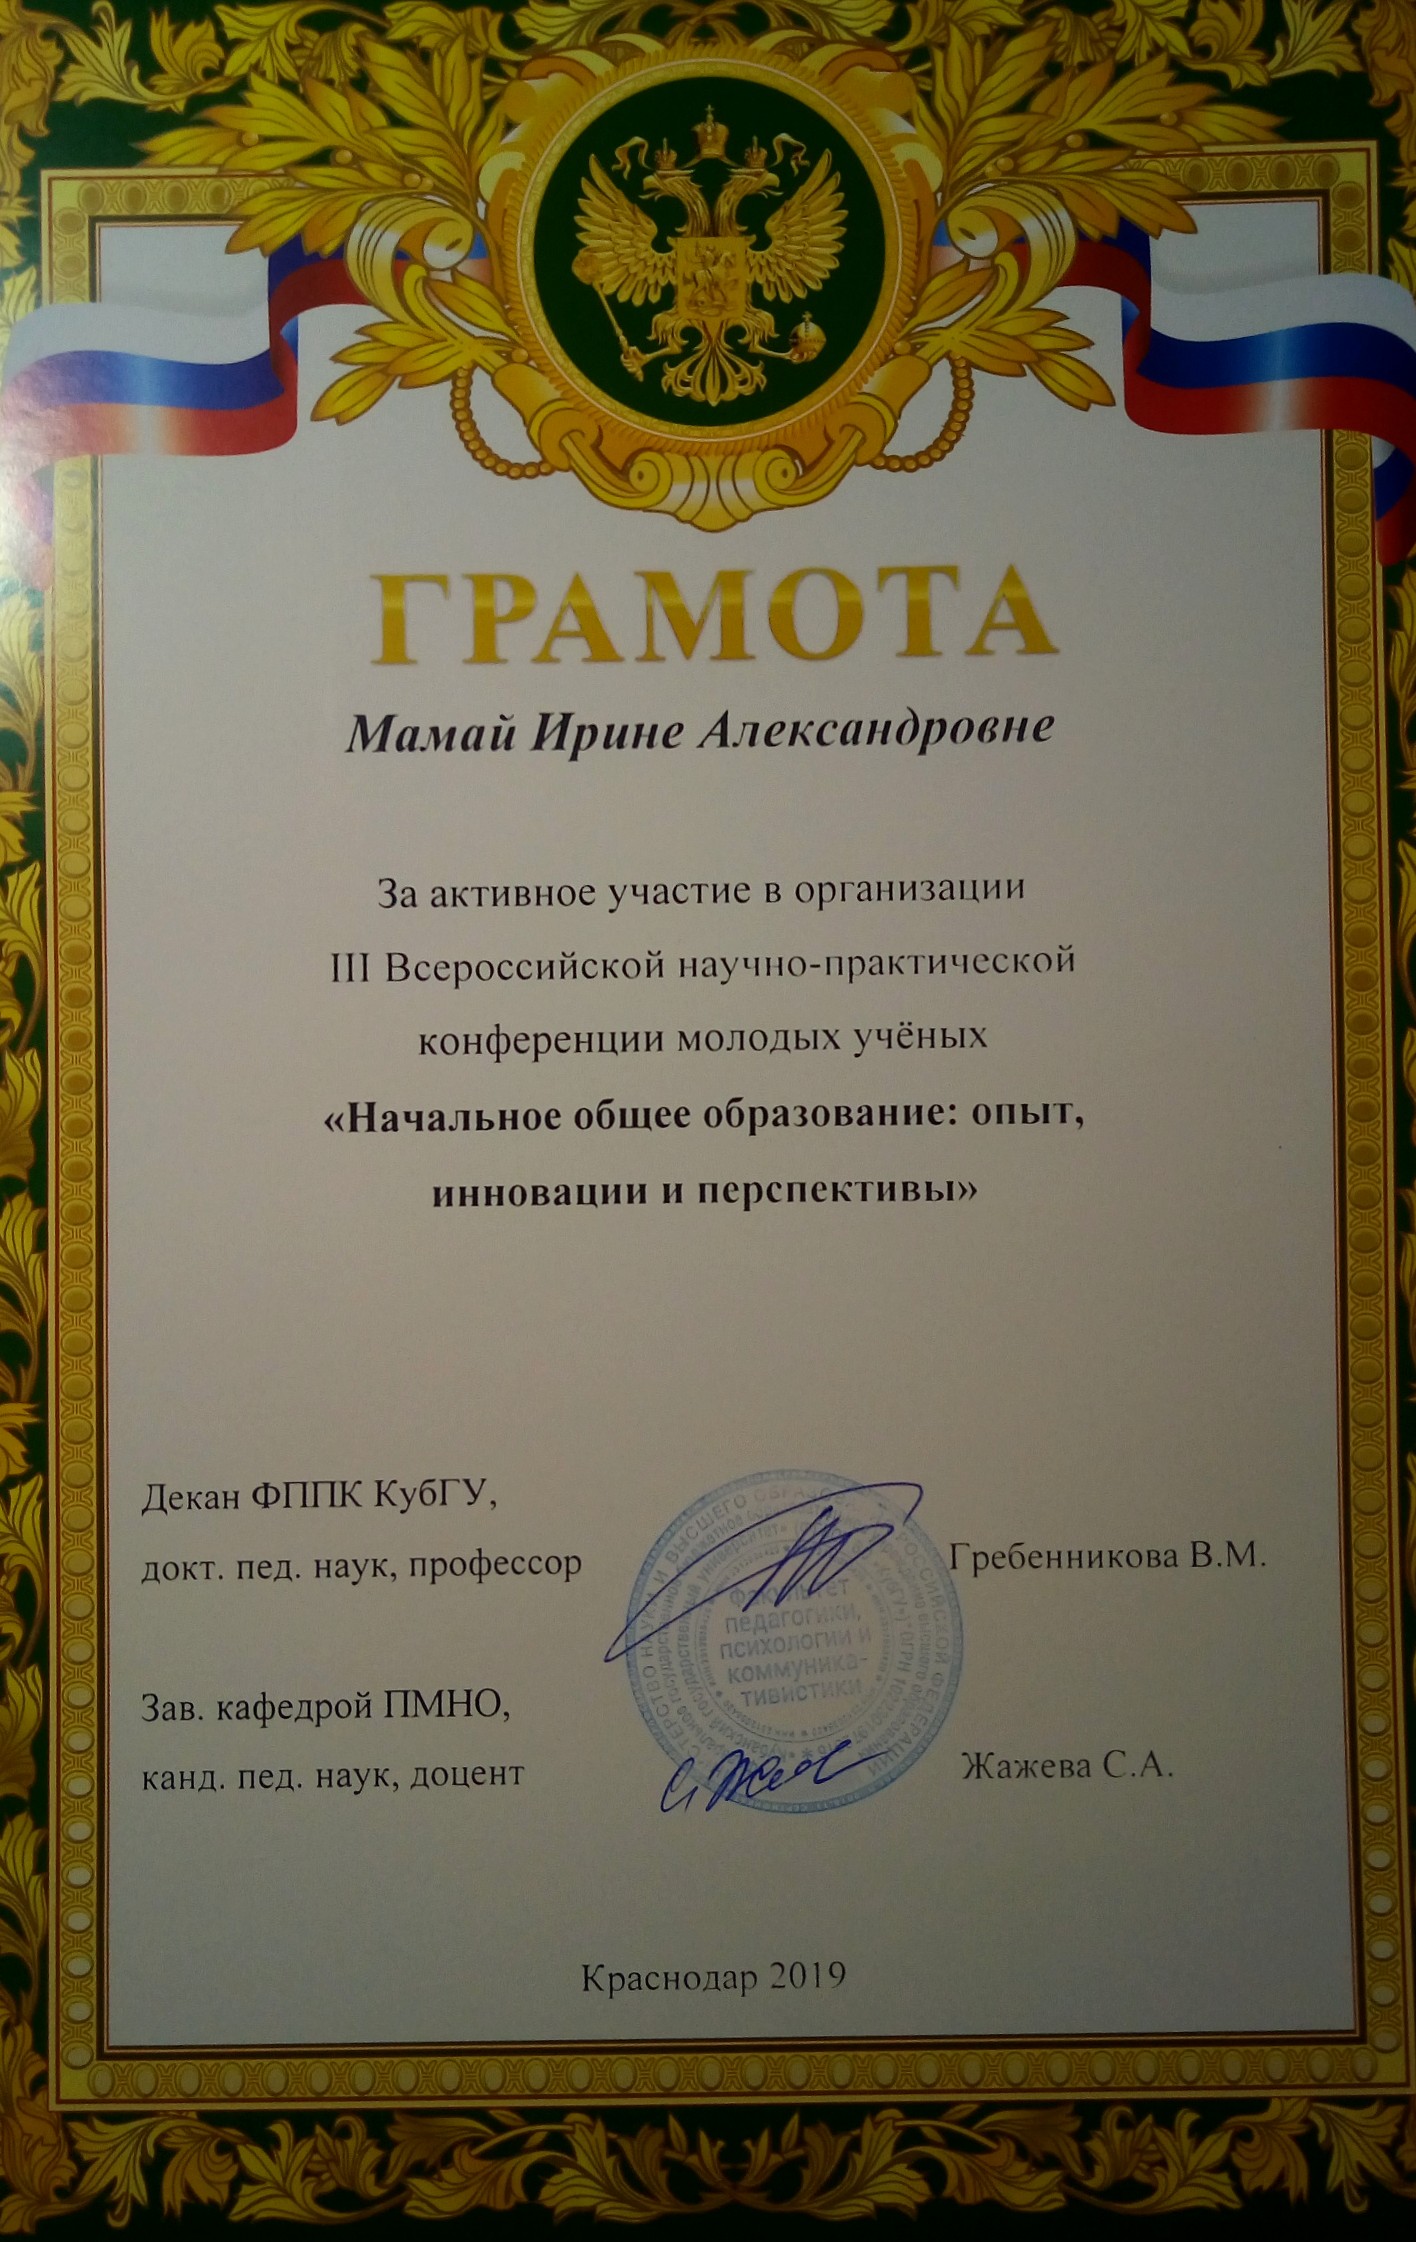 ГРАМОТА
Мамай Ирине Александровне
За активное участие в организации
III Всероссийской научно-практической
конференции молодых учёных
«Начальное общее образование: опыт,
инновации и перспективы»
Декан ФППК КубГУ,
докт. пед. наук, профессор
Гребенникова В.М.
факультет
педагогики,
психологии и
коммуника-
тивистики
Зав. кафедрой ПМНО,
канд. пед. наук, доцент
Жажева С.А.
Краснодар 2019